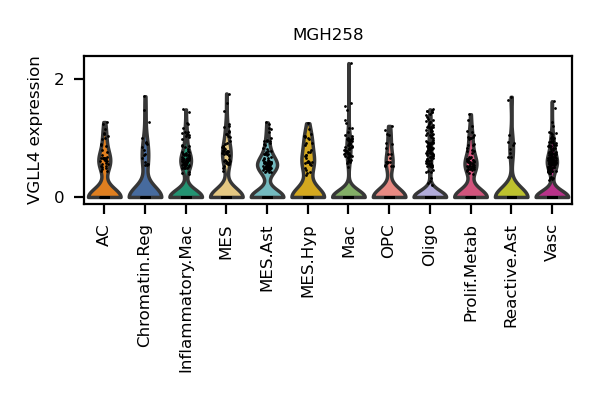 MGH258
VGLL4 expression
2
0
AC
Chromatin.Reg
Inflammatory.Mac
MES
MES.Ast
MES.Hyp
Mac
OPC
Oligo
Prolif.Metab
Reactive.Ast
Vasc